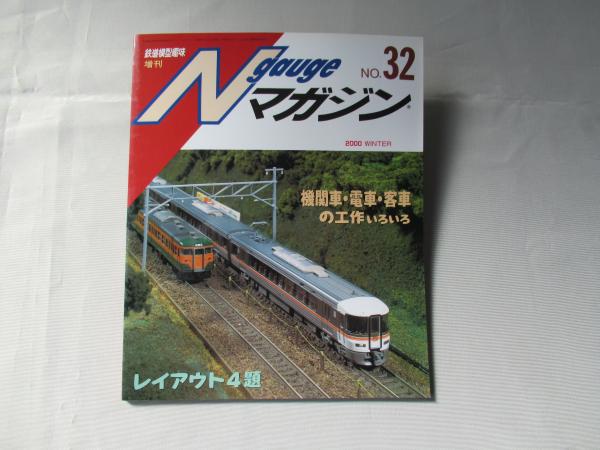 鉄道模型趣味
増刊
N gauge
マガジン
NO.32
2000 WINTER
機関車・電車・客車
の工作いろいろ
レイアウト4題